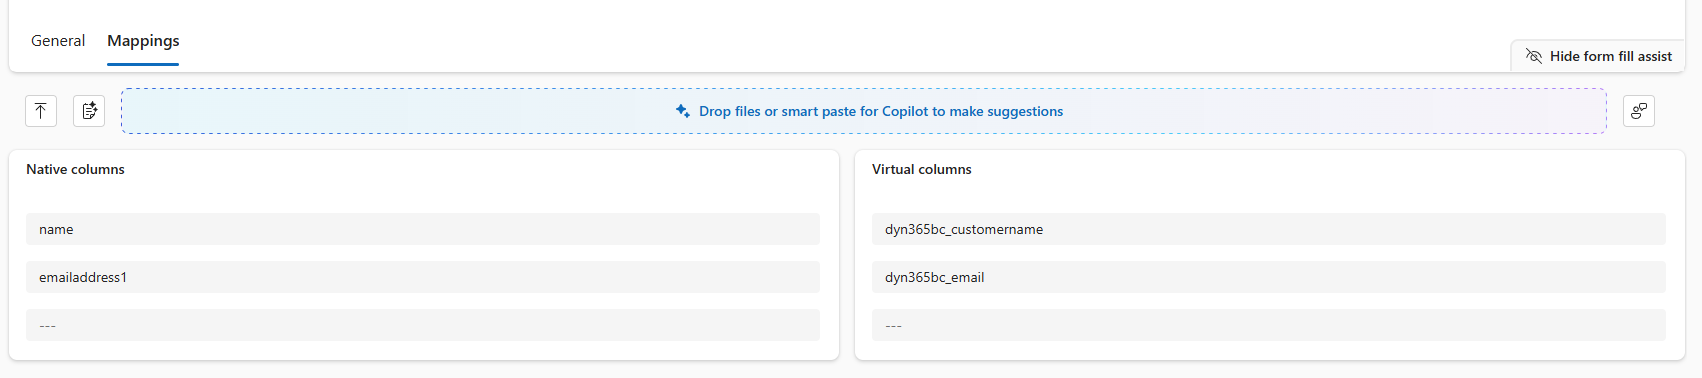 General Mappings
Hide form fill assist
Drop files or smart paste for Copilot to make suggestions
Native columns
name
emailaddress1
---
Virtual columns
dyn365bc_customername
dyn365bc_email
---